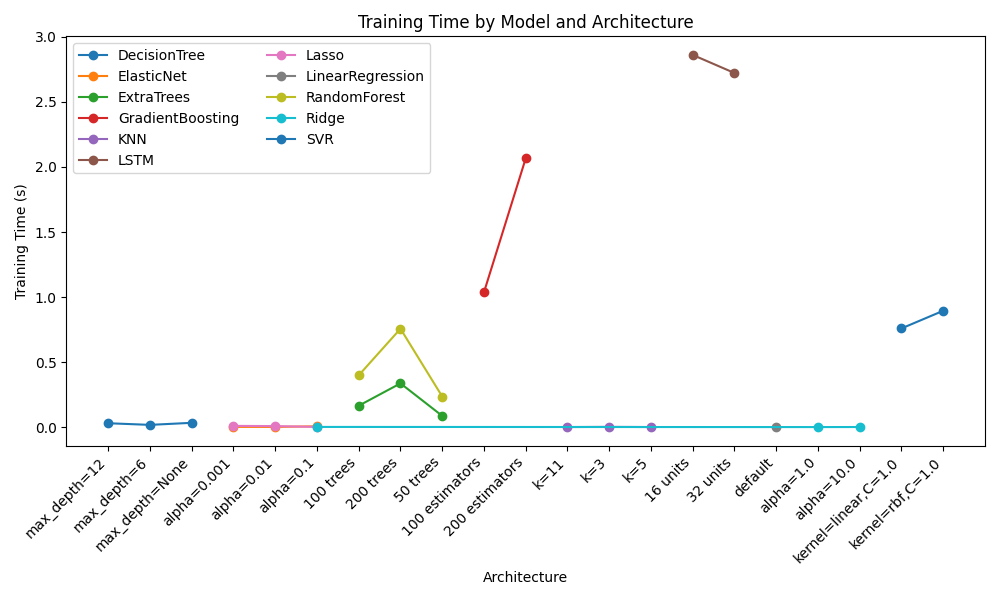 Training Time by Model and Architecture
DecisionTree
ElasticNet
ExtraTrees
GradientBoosting
KNN
LSTM
Lasso
LinearRegression
RandomForest
Ridge
SVR
Training Time (s)
3.0
2.5
2.0
1.5
1.0
0.5
0.0
max_depth=12
max_depth=6
max_depth=None
alpha=0.001
alpha=0.01
alpha=0.1
100 trees
200 trees
50 trees
100 estimators
200 estimators
k=11
k=3
k=5
16 units
32 units
default
alpha=1.0
alpha=10.0
kernel=linear,C=1.0
kernel=rbf,C=1.0
Architecture